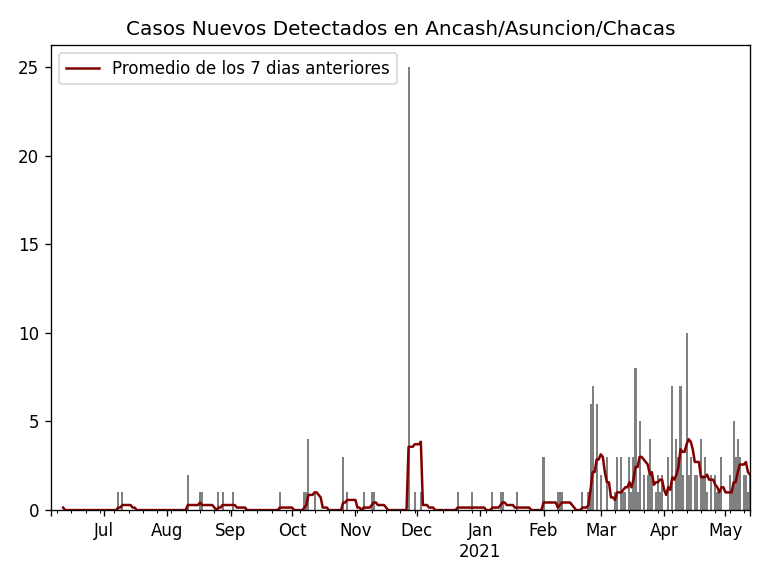 Casos Nuevos Detectados en Ancash/Asuncion/Chacas
Promedio de los 7 dias anteriores
25
20
15
10
5
0
Jul Aug Sep Oct Nov Dec Jan Feb Mar Apr May
2021